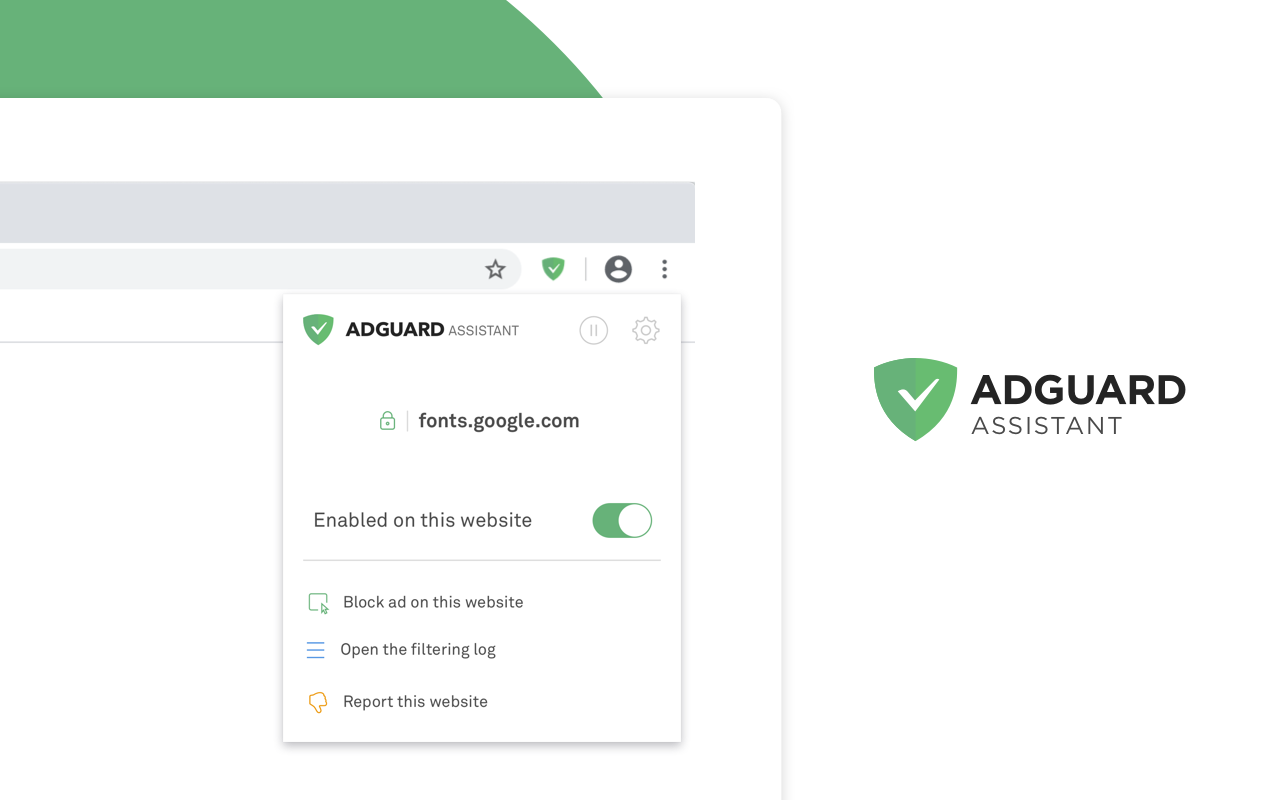 ADGUARD ASSISTANT
fonts.google.com
Enabled on this website
Block ad on this website
Open the filtering log
Report this website
ADGUARD
ASSISTANT